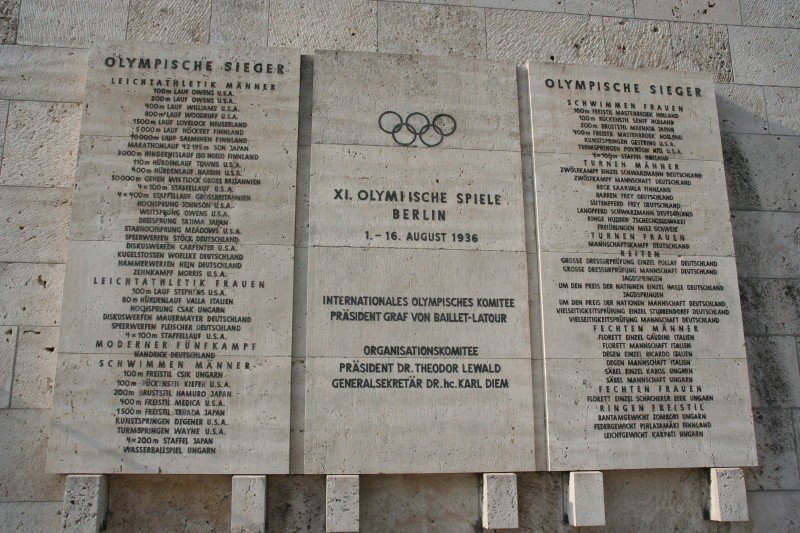 OLYMPISCHE SIEGER
LEICHTATHLETIK MÄNNER
100m LAUF OWENS U.S.A.
200m LAUF OWENS U.S.A.
400m LAUF WILLIAMS U.S.A.
800m LAUF WOODRUFF U.S.A.
1500m LAUF LOVELOCK NEUSEELAND
5000m LAUF HÖCKERT FINNLAND
10000m LAUF SALMINEN FINNLAND
MARATHONLAUF 42195m SON JAPAN
3000m HINDERNISLAUF ISO HOLLO FINNLAND
110m HÜRDENLAUF TOWNS U.S.A.
400m HÜRDENLAUF HARDIN U.S.A.
50000m GEHEN WHITLOCK GROSS BRITANNIEN
4×100m STAFFELLAUF U.S.A.
4×400m STAFFELLAUF GROSSBRITANNIEN
HOCHSPRUNG JOHNSON U.S.A.
WEITSPRUNG OWENS U.S.A.
DREISPRUNG TAJIMA JAPAN
STABHOCHSPRUNG MEADOWS U.S.A.
SPEERWERFEN STÖCK DEUTSCHLAND
DISKUSWERFEN CARPENTER U.S.A.
KUGELSTOSSEN WOELLKE DEUTSCHLAND
HAMMERWERFEN HEIN DEUTSCHLAND
ZEHNKAMPF MORRIS U.S.A.
LEICHTATHLETIK FRAUEN
100m LAUF STEPHENS U.S.A.
80m HÜRDENLAUF VALLA ITALIEN
HOCHSPRUNG CSAK UNGARN
DISKUSWERFEN MAUERMAYER DEUTSCHLAND
SPEERWERFEN FLEISCHER DEUTSCHLAND
4×100m STAFFELLAUF U.S.A.
MODERNER FÜNFKAMPF
HANDRICK DEUTSCHLAND
SCHWIMMEN MÄNNER
100m FREISTIL CSIK UNGARN
100m RÜCKENSTIL KIEFER U.S.A.
200m BRUSTSTIL HAMURO JAPAN
400m FREISTIL MEDICA U.S.A.
1500m FREISTIL TERADA JAPAN
KUNSTSPRINGEN DEGENER U.S.A.
TURMSPRINGEN WAYNE U.S.A.
4×200m STAFFEL JAPAN
WASSERBALLSPIEL UNGARN
XI. OLYMPISCHE SPIELE
BERLIN
1.–16. AUGUST 1936
INTERNATIONALES OLYMPISCHES KOMITEE
PRÄSIDENT GRAF VON BAILLET-LATOUR
ORGANISATIONSKOMITEE
PRÄSIDENT DR. THEODOR LEWALD
GENERALSEKRETÄR DR. hc. KARL DIEM
OLYMPISCHE SIEGER
SCHWIMMEN FRAUEN
100m FREISTIL MASTENBROEK HOLLAND
100m RÜCKENSTIL SENFF HOLLAND
200m BRUSTSTIL MAEHATA JAPAN
400m FREISTIL MASTENBROEK HOLLAND
KUNSTSPRINGEN GESTRING U.S.A.
TURMSPRINGEN POYNTON HILL U.S.A.
4×100m STAFFEL HOLLAND
TURNEN MÄNNER
ZWÖLFKAMPF EINZEL SCHWARZMANN DEUTSCHLAND
ZWÖLFKAMPF MANNSCHAFT DEUTSCHLAND
RECK SAARVALA FINNLAND
BARREN FREY DEUTSCHLAND
SEITENPFERD FREY DEUTSCHLAND
LANGPFERD SCHWARZMANN DEUTSCHLAND
RINGE HUDEC TSCHECHOSLOWAKEI
FREIÜBUNGEN MIEZ SCHWEIZ
TURNEN FRAUEN
MANNSCHAFTSKAMPF DEUTSCHLAND
REITEN
GROSSE DRESSURPRÜFUNG EINZEL POLLAY DEUTSCHLAND
GROSSE DRESSURPRÜFUNG MANNSCHAFT DEUTSCHLAND
JAGDSPRINGEN
UM DEN PREIS DER NATIONEN EINZEL HASSE DEUTSCHLAND
JAGDSPRINGEN
UM DEN PREIS DER NATIONEN MANNSCHAFT DEUTSCHLAND
VIELSEITIGKEITSPRÜFUNG EINZEL STUBBENDORF DEUTSCHLAND
VIELSEITIGKEITSPRÜFUNG MANNSCHAFT DEUTSCHLAND
FECHTEN MÄNNER
FLORETT EINZEL GAUDINI ITALIEN
FLORETT MANNSCHAFT ITALIEN
DEGEN EINZEL RICARDO ITALIEN
DEGEN MANNSCHAFT ITALIEN
SÄBEL EINZEL KABOS UNGARN
SÄBEL MANNSCHAFT UNGARN
FECHTEN FRAUEN
FLORETT EINZEL SCHACHERER ELEK UNGARN
RINGEN FREISTIL
BANTAMGEWICHT ZOMBORI UNGARN
FEDERGEWICHT PIHLAJAMÄKI FINNLAND
LEICHTGEWICHT KARPATI UNGARN